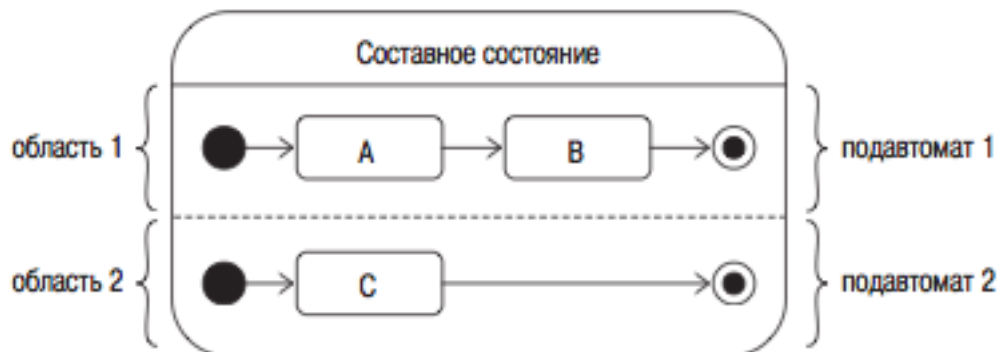 Составное состояние
область 1
A
B
подавтомат 1
область 2
C
подавтомат 2